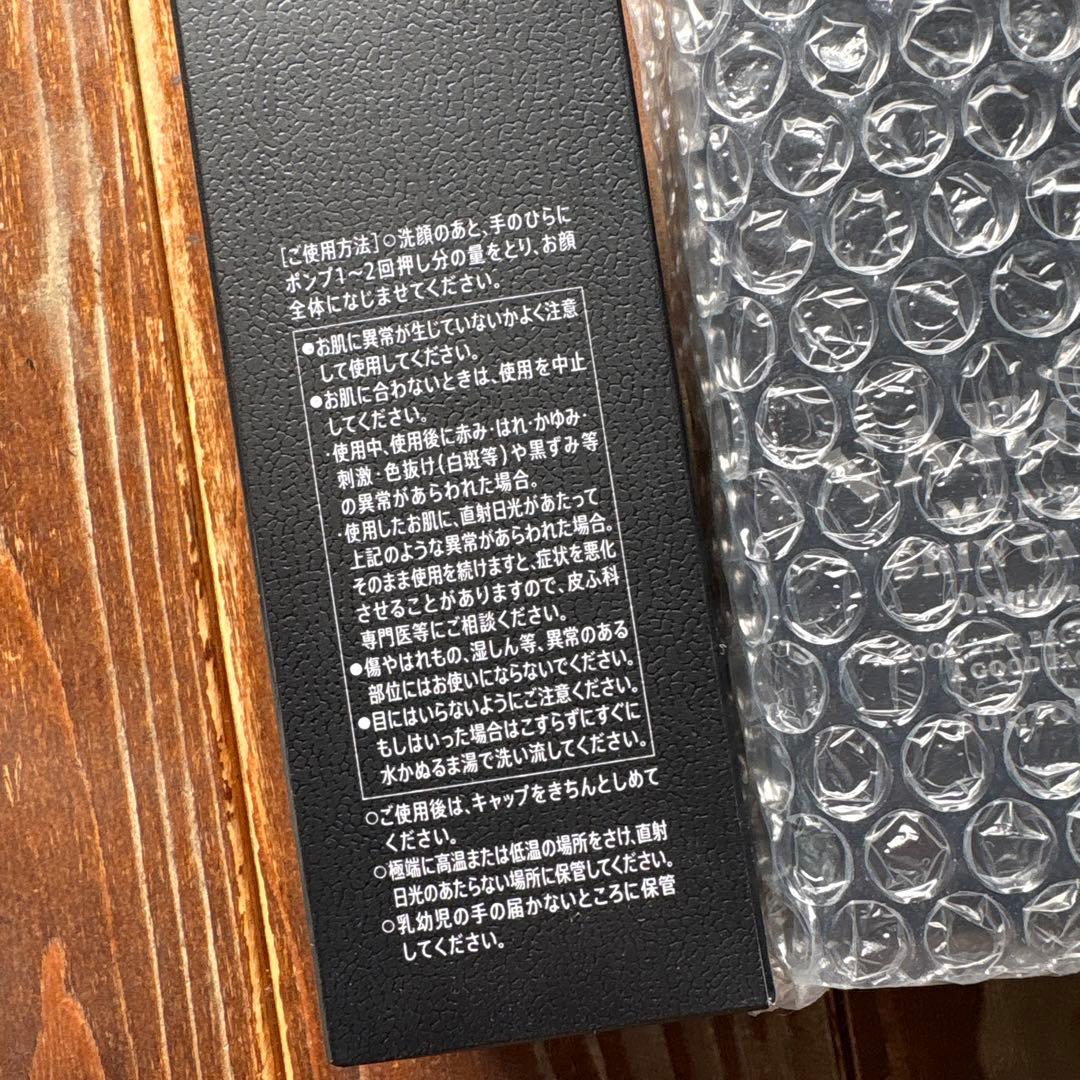 [ご使用方法]○洗顔のあと、手のひらに
ポンプ1〜2回押し分の量をとり、お顔
全体になじませてください。
●お肌に異常が生じていないかよく注意
して使用してください。
●お肌に合わないときは、使用を中止
してください。
・使用中、使用後に赤み・はれ・かゆみ・
刺激・色抜け(白斑等)や黒ずみ等
の異常があらわれた場合。
・使用したお肌に、直射日光があたって
上記のような異常があらわれた場合。
そのまま使用を続けますと、症状を悪化
させることがありますので、皮ふ科
専門医等にご相談ください。
●傷やはれもの、湿しん等、異常のある
部位にはお使いにならないでください。
●目にはいらないようにご注意ください。
もしはいった場合はこすらずにすぐに
水かぬるま湯で洗い流してください。
○ご使用後は、キャップをきちんとしめて
ください。
○極端に高温または低温の場所をさけ、直射
日光のあたらない場所に保管してください。
○乳幼児の手の届かないところに保管
してください。